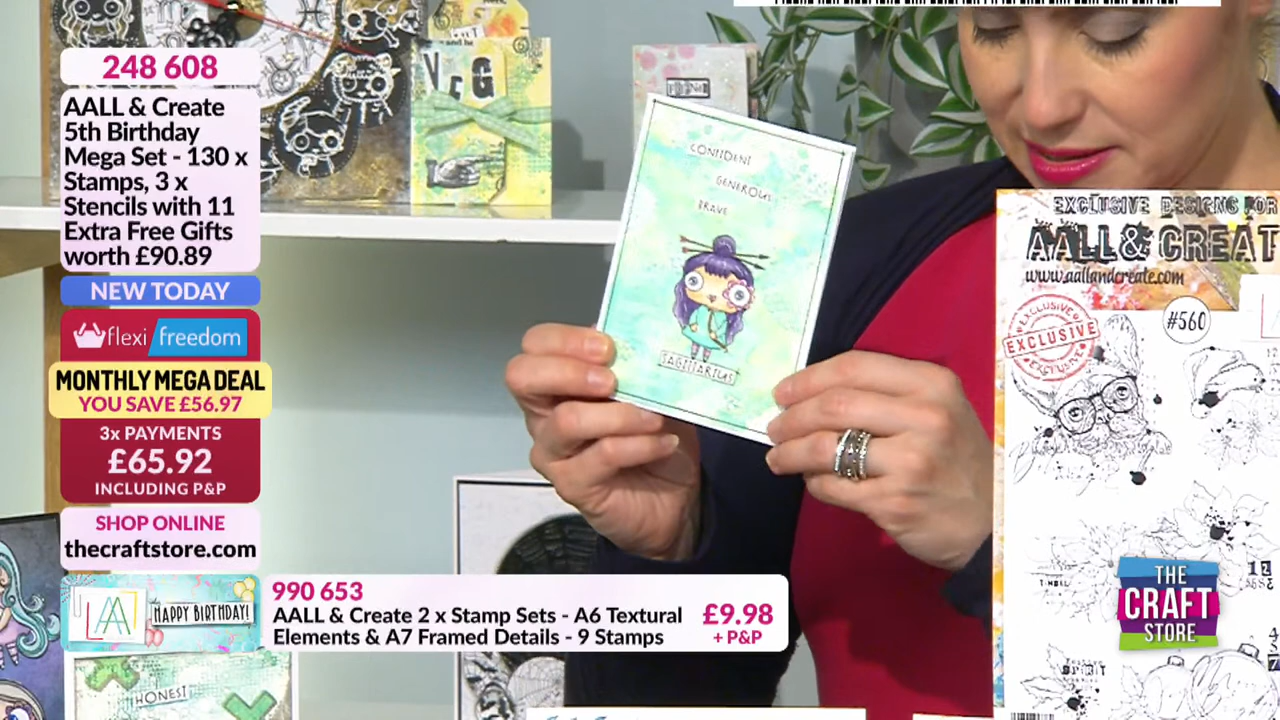 248 608
AALL & Create
5th Birthday
Mega Set - 130 x
Stamps, 3 x
Stencils with 11
Extra Free Gifts
worth £90.89
NEW TODAY
flexi freedom
MONTHLY MEGA DEAL
YOU SAVE £56.97
3x PAYMENTS
£65.92
INCLUDING P&P
SHOP ONLINE
thecraftstore.com
LA
HAPPY BIRTHDAY!
990 653
AALL & Create 2 x Stamp Sets - A6 Textural
Elements & A7 Framed Details - 9 Stamps
£9.98
+ P&P
HONEST
CONFIDENT
GENEROUS
BRAVE
SAGITTARIUS
EXCLUSIVE DESIGNS FOR
AALL & CREAT
www.aallandcreate.com
EXCLUSIVE
EXCLUSIVE
EXCLUSIVE
#560
THE
CRAFT
STORE
SPIRIT